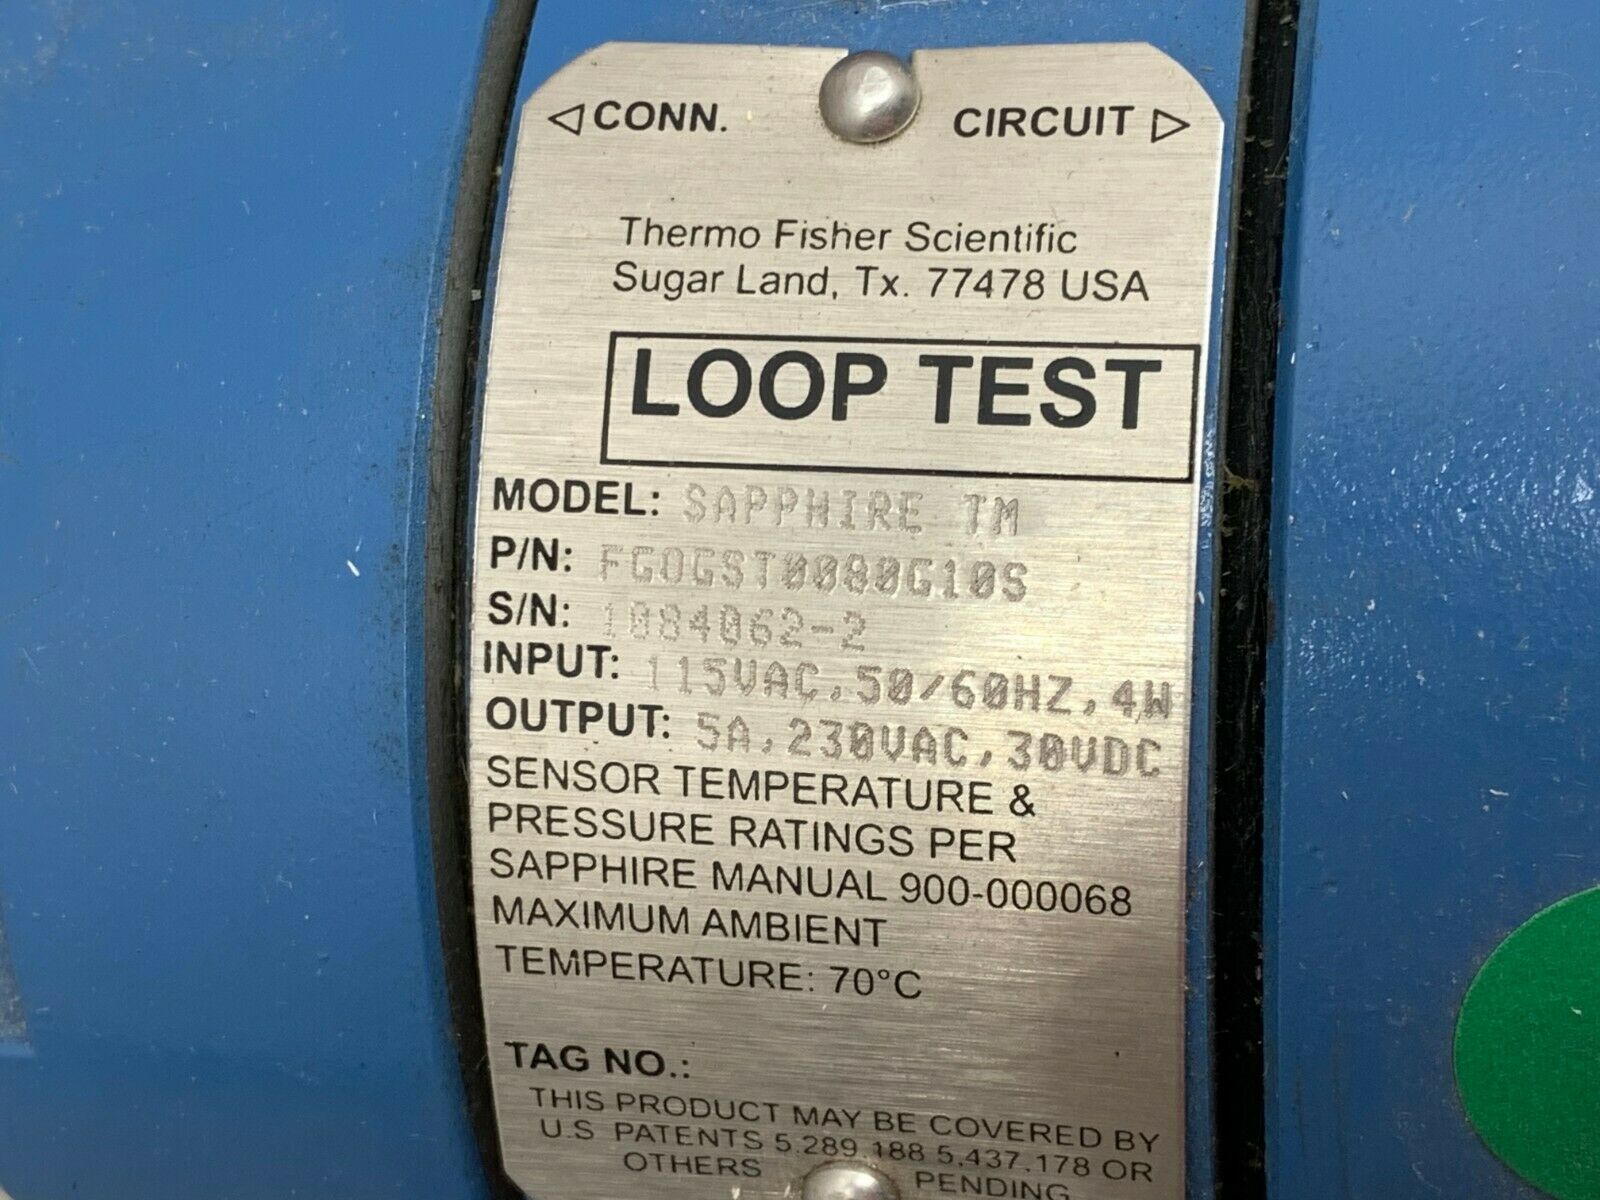 ◁ CONN. CIRCUIT ▷
Thermo Fisher Scientific
Sugar Land, Tx. 77478 USA
LOOP TEST
MODEL: SAPPHIRE TM
P/N: FGOGST0080G10S
S/N: 1084062-2
INPUT: 115VAC,50/60HZ,4W
OUTPUT: 5A,230VAC,30VDC
SENSOR TEMPERATURE &
PRESSURE RATINGS PER
SAPPHIRE MANUAL 900-000068
MAXIMUM AMBIENT
TEMPERATURE: 70°C
TAG NO.:
THIS PRODUCT MAY BE COVERED BY
U.S PATENTS 5,289,188 5,437,178 OR
OTHERS PENDING